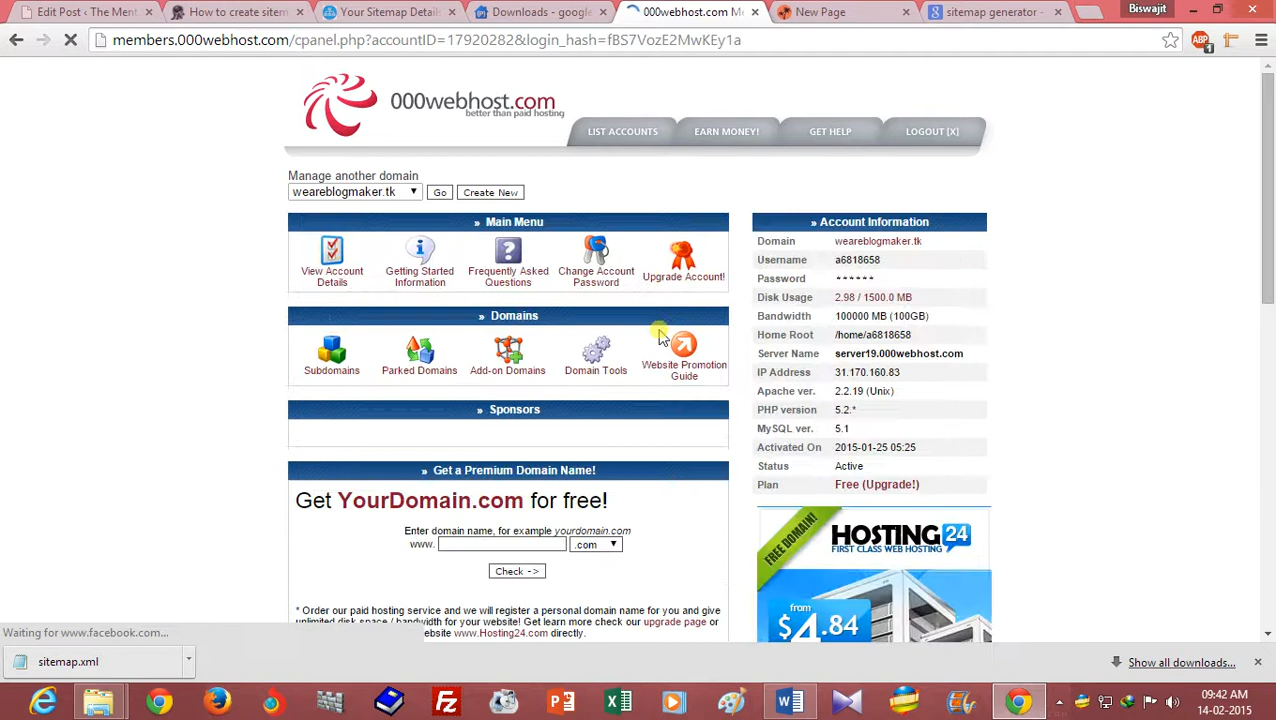 Edit Post ‹ The Ment
How to create sitem
Your Sitemap Details
Downloads - google
000webhost.com Me
New Page
sitemap generator -
Biswajit
members.000webhost.com/cpanel.php?accountID=17920282&login_hash=fBS7VozE2MwKEy1a
ABP
1
000webhost.com
better than paid hosting
LIST ACCOUNTS
EARN MONEY!
GET HELP
LOGOUT [X]
Manage another domain
weareblogmaker.tk
Go
Create New
» Main Menu
View Account Details
Getting Started Information
Frequently Asked Questions
Change Account Password
Upgrade Account!
» Domains
Subdomains
Parked Domains
Add-on Domains
Domain Tools
Website Promotion Guide
» Sponsors
» Get a Premium Domain Name!
Get YourDomain.com for free!
Enter domain name, for example yourdomain.com
www.
.com
Check ->
* Order our paid hosting service and we will register a personal domain name for you and give
unlimited disk space / bandwidth for your website! Get learn more check our upgrade page or
ebsite www.Hosting24.com directly.
» Account Information
Domain weareblogmaker.tk
Username a6818658
Password ******
Disk Usage 2.98 / 1500.0 MB
Bandwidth 100000 MB (100GB)
Home Root /home/a6818658
Server Name server19.000webhost.com
IP Address 31.170.160.83
Apache ver. 2.2.19 (Unix)
PHP version 5.2.*
MySQL ver. 5.1
Activated On 2015-01-25 05:25
Status Active
Plan Free (Upgrade!)
FREE DOMAIN!
HOSTING 24
FIRST CLASS WEB HOSTING
from
$4.84
Waiting for www.facebook.com...
sitemap.xml
Show all downloads...
09:42 AM
14-02-2015